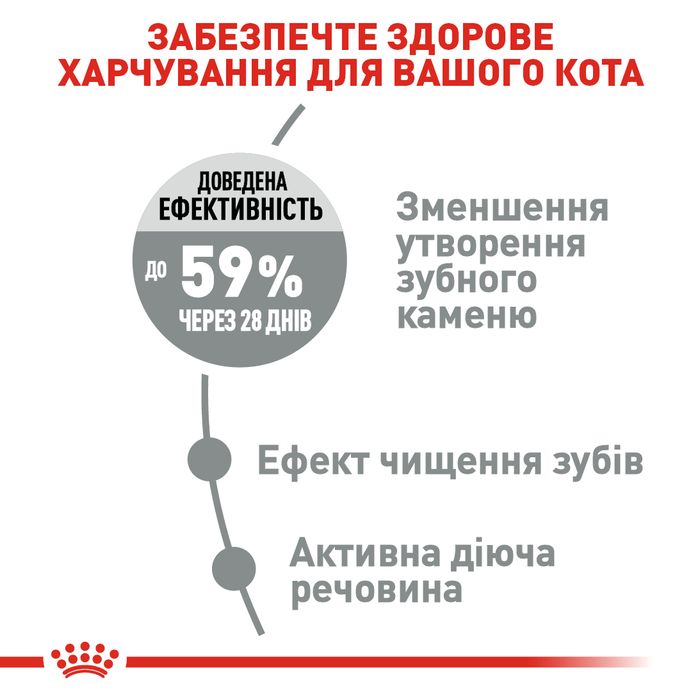 ЗАБЕЗПЕЧТЕ ЗДОРОВЕ
ХАРЧУВАННЯ ДЛЯ ВАШОГО КОТА
ДОВЕДЕНА
ЕФЕКТИВНІСТЬ
ДО 59%
ЧЕРЕЗ 28 ДНІВ
Зменшення
утворення
зубного
каменю
Ефект чищення зубів
Активна діюча
речовина